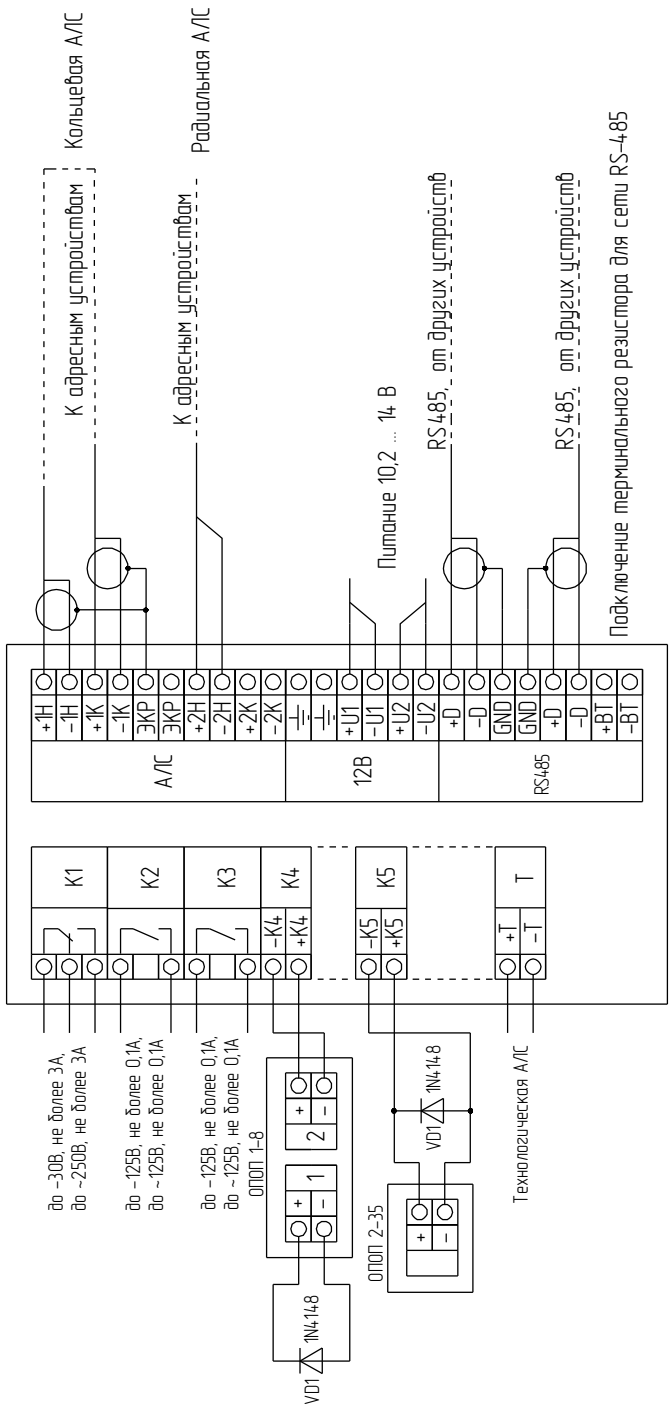 Кольцевая А/1С
К адресным устройствам
Радиальная А/1С
К адресным устройствам
Питание 10,2 ... 14 В
RS485, от других устройств
RS485, от других устройств
Подключение терминального резистора для сети RS-485
+1Н
-1Н
+1К
-1К
ЭКР
ЭКР
+2Н
-2Н
+2К
-2К
+U1
-U1
+U2
-U2
+D
-D
GND
GND
+D
-D
+ВТ
-ВТ
А/1С
12В
RS485
К1
К2
К3
К4
-К4
+К4
К5
-К5
+К5
Т
+Т
-Т
до -30В, не более 3А,
до ~250В, не более 3А
до -125В, не более 0,1А,
до ~125В, не более 0,1А
до -125В, не более 0,1А,
до ~125В, не более 0,1А
ОПОП 1-8
1
+
-
2
+
-
VD1
1N4148
ОПОП 2-35
+
-
VD1
1N4148
Технологическая А/1С